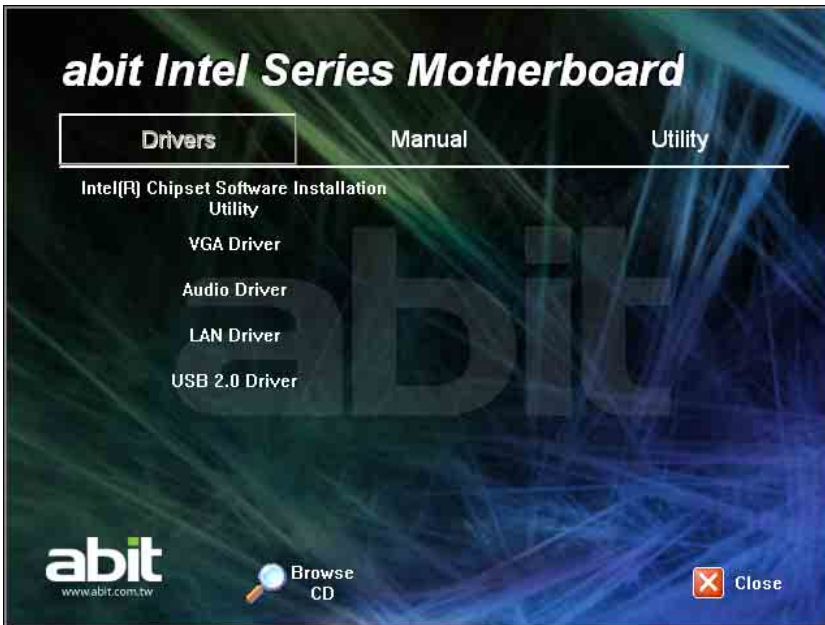 abit Intel Series Motherboard
Drivers
Manual
Utility
Intel(R) Chipset Software Installation
Utility
VGA Driver
Audio Driver
LAN Driver
USB 2.0 Driver
abit
abit
www.abit.com.tw
Browse
CD
Close